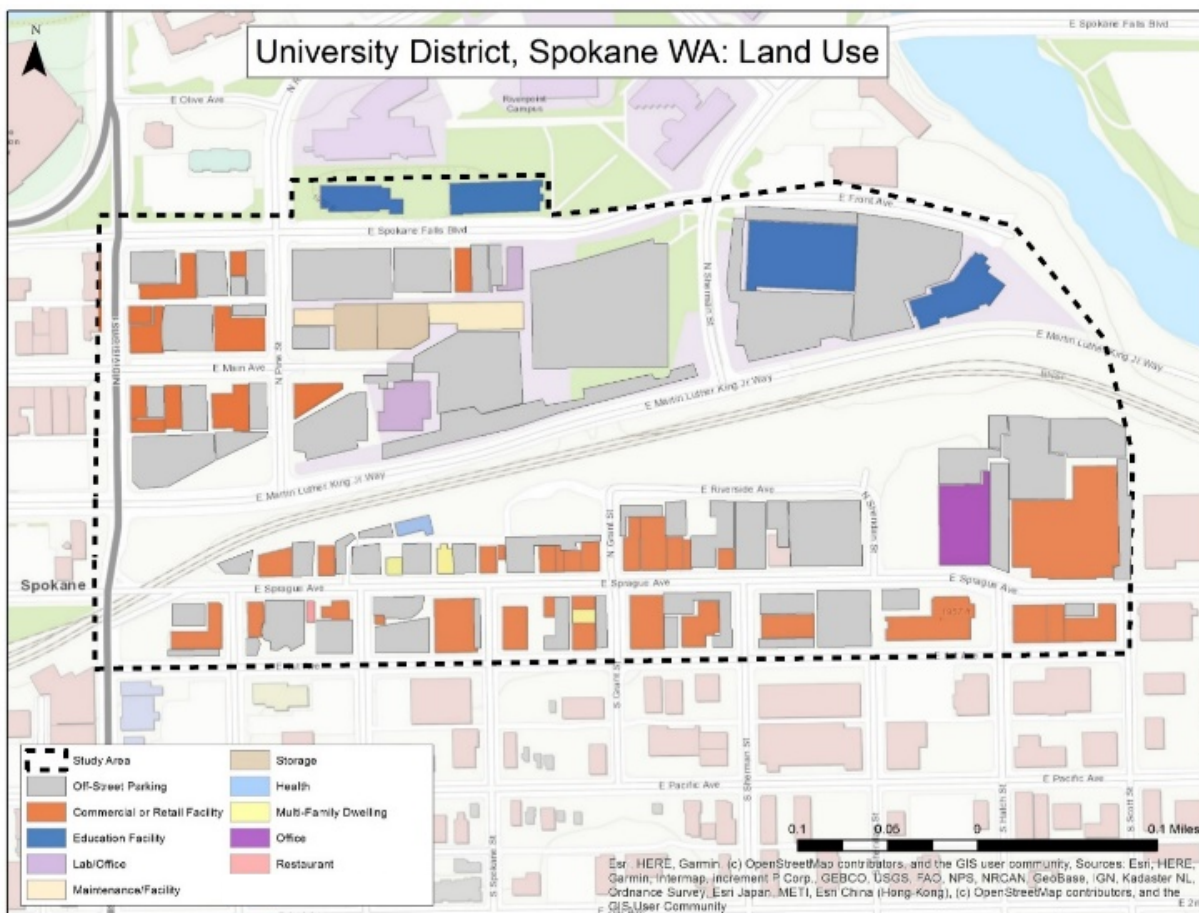 E Spokane Falls Blvd
N
University District, Spokane WA: Land Use
E Olive Ave
Riverpoint
Campus
E Front Ave
E Spokane Falls Blvd
N Sherman St
N Division St
N Pine St
E Main Ave
E Martin Luther King Jr Way
E Martin Luther King Jr Way
E Martin Luther King Jr Way
BNSF
E Riverside Ave
N Grant St
N Sheridan St
E Sprague Ave
E Sprague Ave
E Sprague Ave
Spokane
S Grant St
S Spokane St
S Sherman St
S Hatch St
S Scott St
E Pacific Ave
E Pacific Ave
Study Area
Off-Street Parking
Commercial or Retail Facility
Education Facility
Lab/Office
Maintenance/Facility
Storage
Health
Multi-Family Dwelling
Office
Restaurant
0.1 0.05 0 0.1 Miles
Esri, HERE, Garmin, (c) OpenStreetMap contributors, and the GIS user community, Sources: Esri, HERE,
Garmin, Intermap, increment P Corp., GEBCO, USGS, FAO, NPS, NRCAN, GeoBase, IGN, Kadaster NL,
Ordnance Survey, Esri Japan, METI, Esri China (Hong Kong), (c) OpenStreetMap contributors, and the
GIS User Community